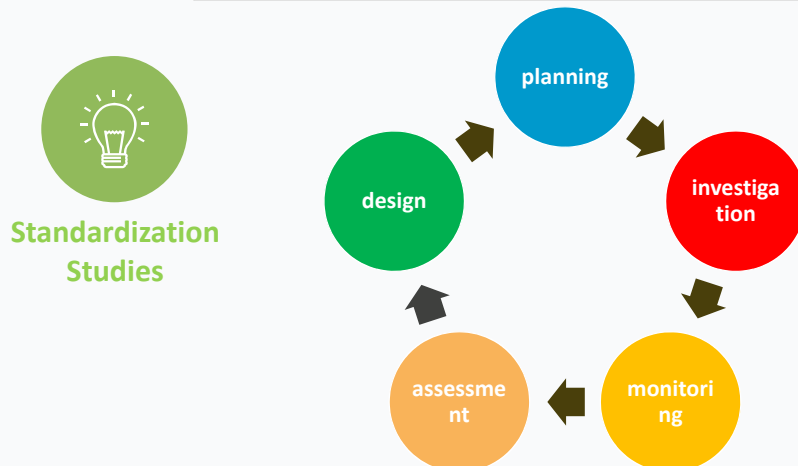 Standardization
Studies
planning
investiga
tion
monitori
ng
assessme
nt
design